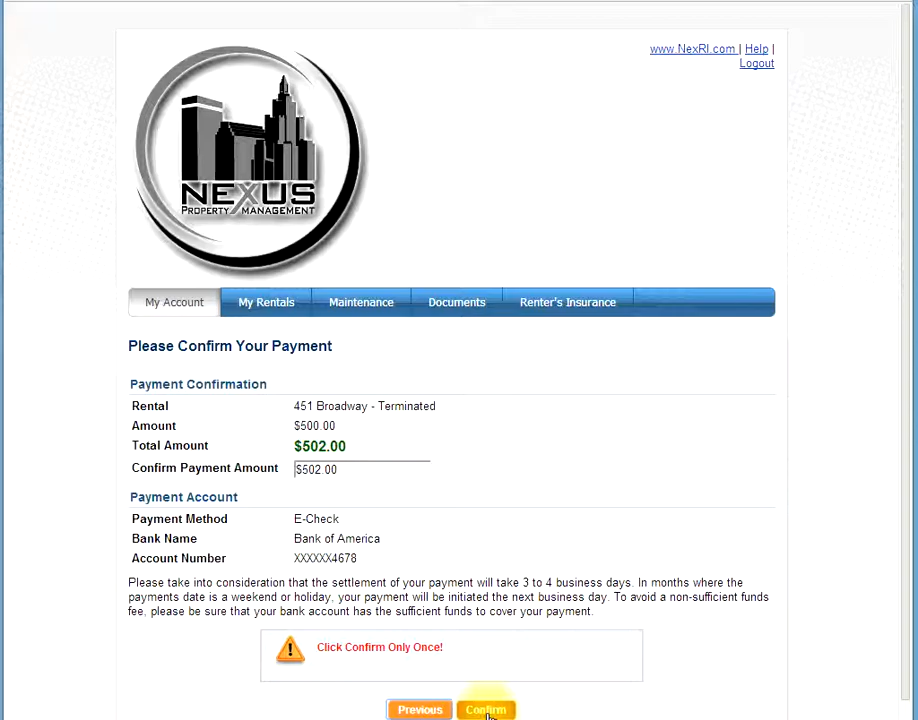 www.NexRI.com | Help |
Logout
NEXUS
PROPERTY MANAGEMENT
My Account My Rentals Maintenance Documents Renter's Insurance
Please Confirm Your Payment
Payment Confirmation
Rental 451 Broadway - Terminated
Amount $500.00
Total Amount $502.00
Confirm Payment Amount $502.00
Payment Account
Payment Method E-Check
Bank Name Bank of America
Account Number XXXXXX4678
Please take into consideration that the settlement of your payment will take 3 to 4 business days. In months where the
payments date is a weekend or holiday, your payment will be initiated the next business day. To avoid a non-sufficient funds
fee, please be sure that your bank account has the sufficient funds to cover your payment.
Click Confirm Only Once!
Previous Confirm